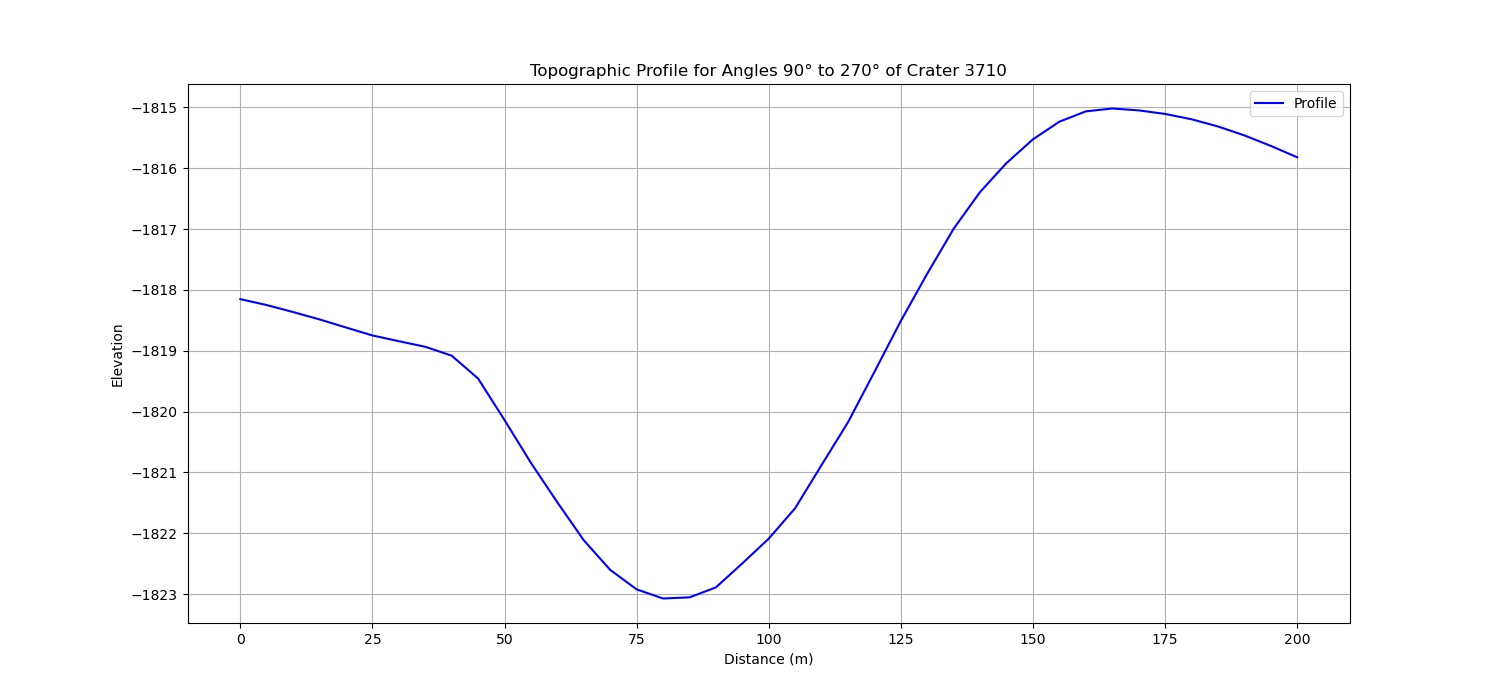 Topographic Profile for Angles 90° to 270° of Crater 3710
Profile
−1815
−1816
−1817
−1818
−1819
−1820
−1821
−1822
−1823
Elevation
0 25 50 75 100 125 150 175 200
Distance (m)